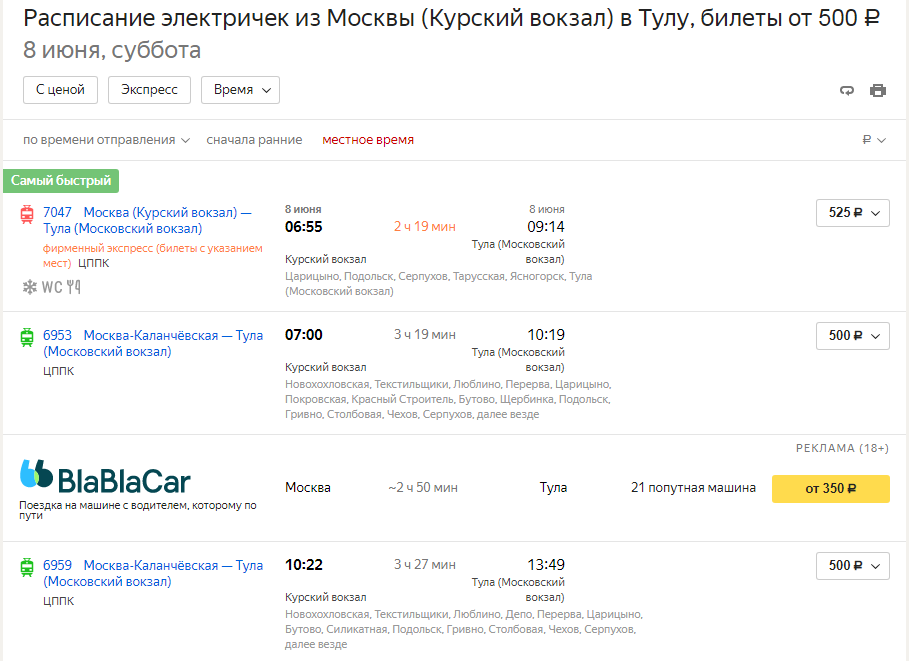 Расписание электричек из Москвы (Курский вокзал) в Тулу, билеты от 500 ₽
8 июня, суббота
С ценой Экспресс Время
по времени отправления сначала ранние местное время ₽
Самый быстрый
7047 Москва (Курский вокзал) —
Тула (Московский вокзал)
фирменный экспресс (билеты с указанием
мест) ЦППК
WC
8 июня
06:55
Курский вокзал
2 ч 19 мин
8 июня
09:14
Тула (Московский
вокзал)
Царицыно, Подольск, Серпухов, Тарусская, Ясногорск, Тула
(Московский вокзал)
525 ₽
6953 Москва-Каланчёвская — Тула
(Московский вокзал)
ЦППК
07:00
Курский вокзал
3 ч 19 мин
10:19
Тула (Московский
вокзал)
Новохохловская, Текстильщики, Люблино, Перерва, Царицыно,
Покровская, Красный Строитель, Бутово, Щербинка, Подольск,
Гривно, Столбовая, Чехов, Серпухов, далее везде
500 ₽
РЕКЛАМА (18+)
BlaBlaCar
Поездка на машине с водителем, которому по
пути
Москва ~2 ч 50 мин Тула 21 попутная машина от 350 ₽
6959 Москва-Каланчёвская — Тула
(Московский вокзал)
ЦППК
10:22
Курский вокзал
3 ч 27 мин
13:49
Тула (Московский
вокзал)
Новохохловская, Текстильщики, Люблино, Депо, Перерва, Царицыно,
Бутово, Силикатная, Подольск, Гривно, Столбовая, Чехов, Серпухов,
далее везде
500 ₽